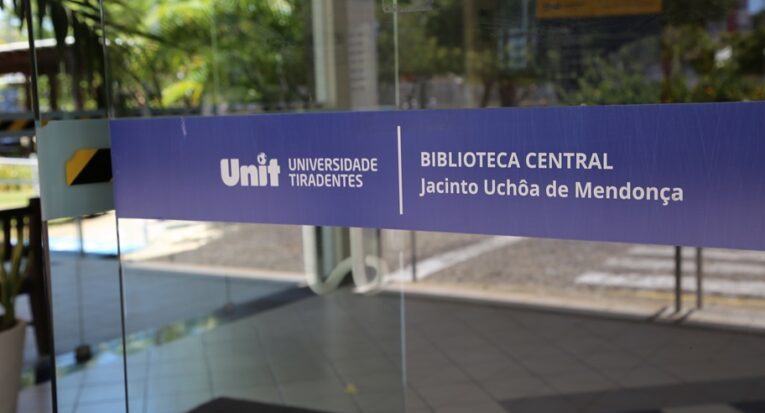 Unit UNIVERSIDADE
TIRADENTES
BIBLIOTECA CENTRAL
Jacinto Uchôa de Mendonça